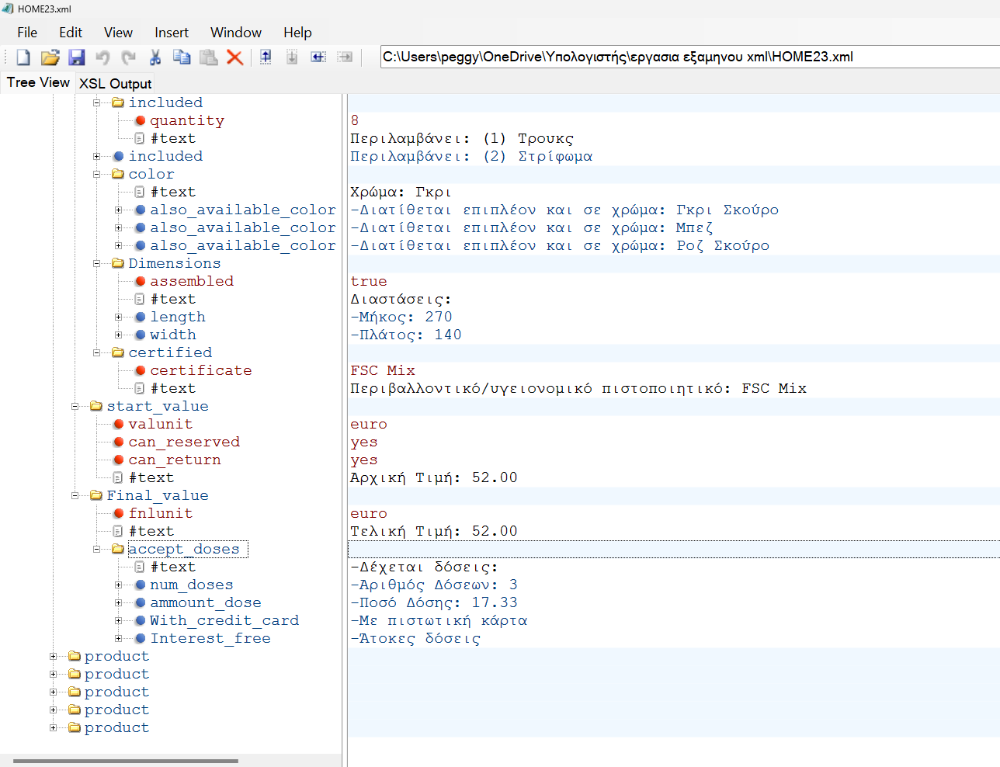 HOME23.xml
File Edit View Insert Window Help
C:\Users\peggy\OneDrive\Υπολογιστής\εργασια εξαμηνου xml\HOME23.xml
Tree View XSL Output
included
quantity 8
#text Περιλαμβάνει: (1) Τρουκς
included Περιλαμβάνει: (2) Στρίφωμα
color
#text Χρώμα: Γκρι
also_available_color -Διατίθεται επιπλέον και σε χρώμα: Γκρι Σκούρο
also_available_color -Διατίθεται επιπλέον και σε χρώμα: Μπεζ
also_available_color -Διατίθεται επιπλέον και σε χρώμα: Ροζ Σκούρο
Dimensions
assembled true
#text Διαστάσεις:
length -Μήκος: 270
width -Πλάτος: 140
certified
certificate FSC Mix
#text Περιβαλλοντικό/υγειονομικό πιστοποιητικό: FSC Mix
start_value
valunit euro
can_reserved yes
can_return yes
#text Αρχική Τιμή: 52.00
Final_value
fnlunit euro
#text Τελική Τιμή: 52.00
accept_doses
#text -Δέχεται δόσεις:
num_doses -Αριθμός Δόσεων: 3
ammount_dose -Ποσό Δόσης: 17.33
With_credit_card -Με πιστωτική κάρτα
Interest_free -Άτοκες δόσεις
product
product
product
product
product